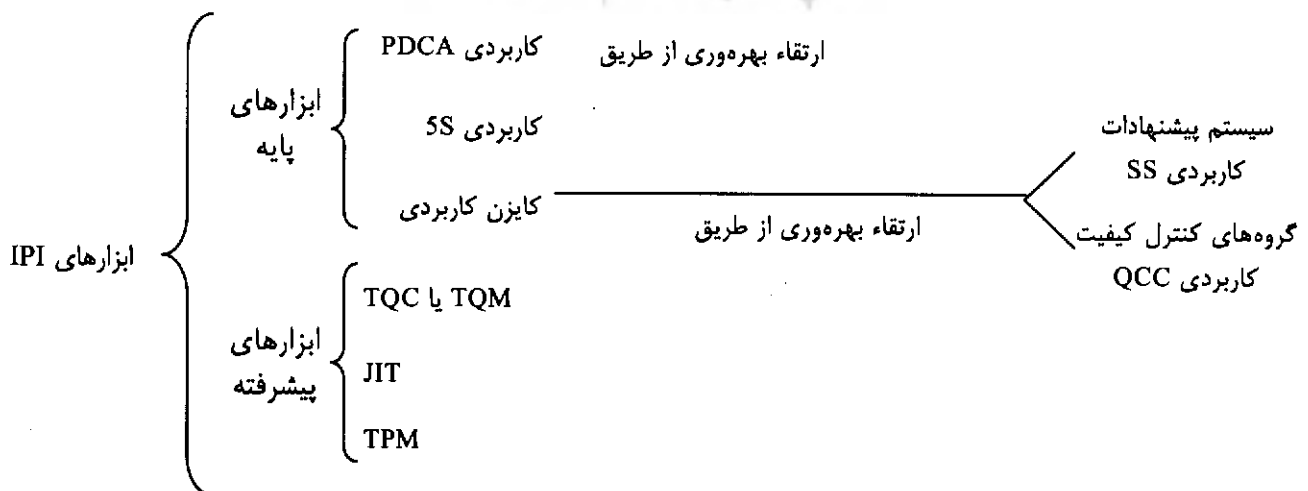 ابزارهای IPI
ابزارهای
پایه
کاربردی PDCA
ارتقاء بهره‌وری از طریق
کاربردی 5S
کایزن کاربردی
ارتقاء بهره‌وری از طریق
سیستم پیشنهادات
کاربردی SS
گروه‌های کنترل کیفیت
کاربردی QCC
ابزارهای
پیشرفته
TQM یا TQC
JIT
TPM